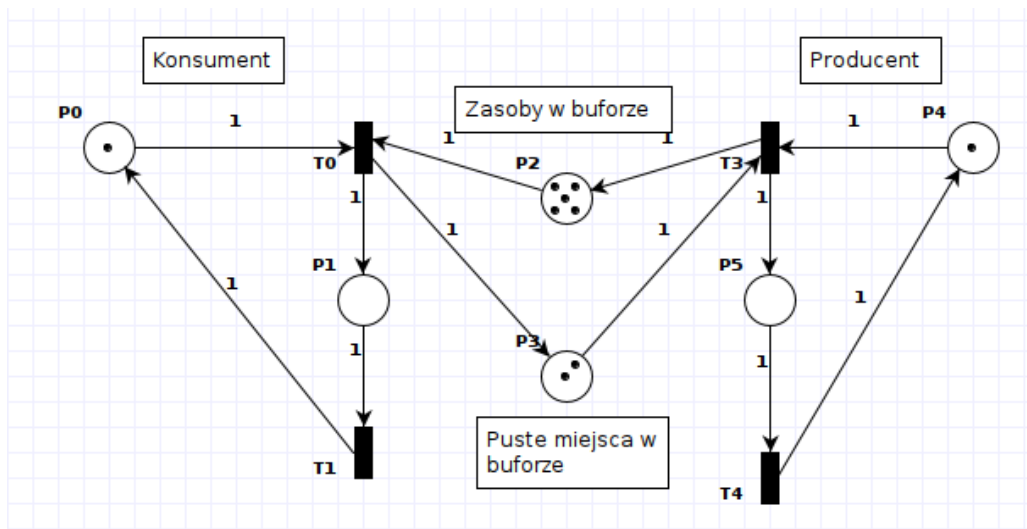 Konsument
Producent
Zasoby w buforze
P0
1
1
1
1
P4
T0
P2
T3
1
1
1
1
P1
P5
1
1
1
P3
1
Puste miejsca w
buforze
T1
T4